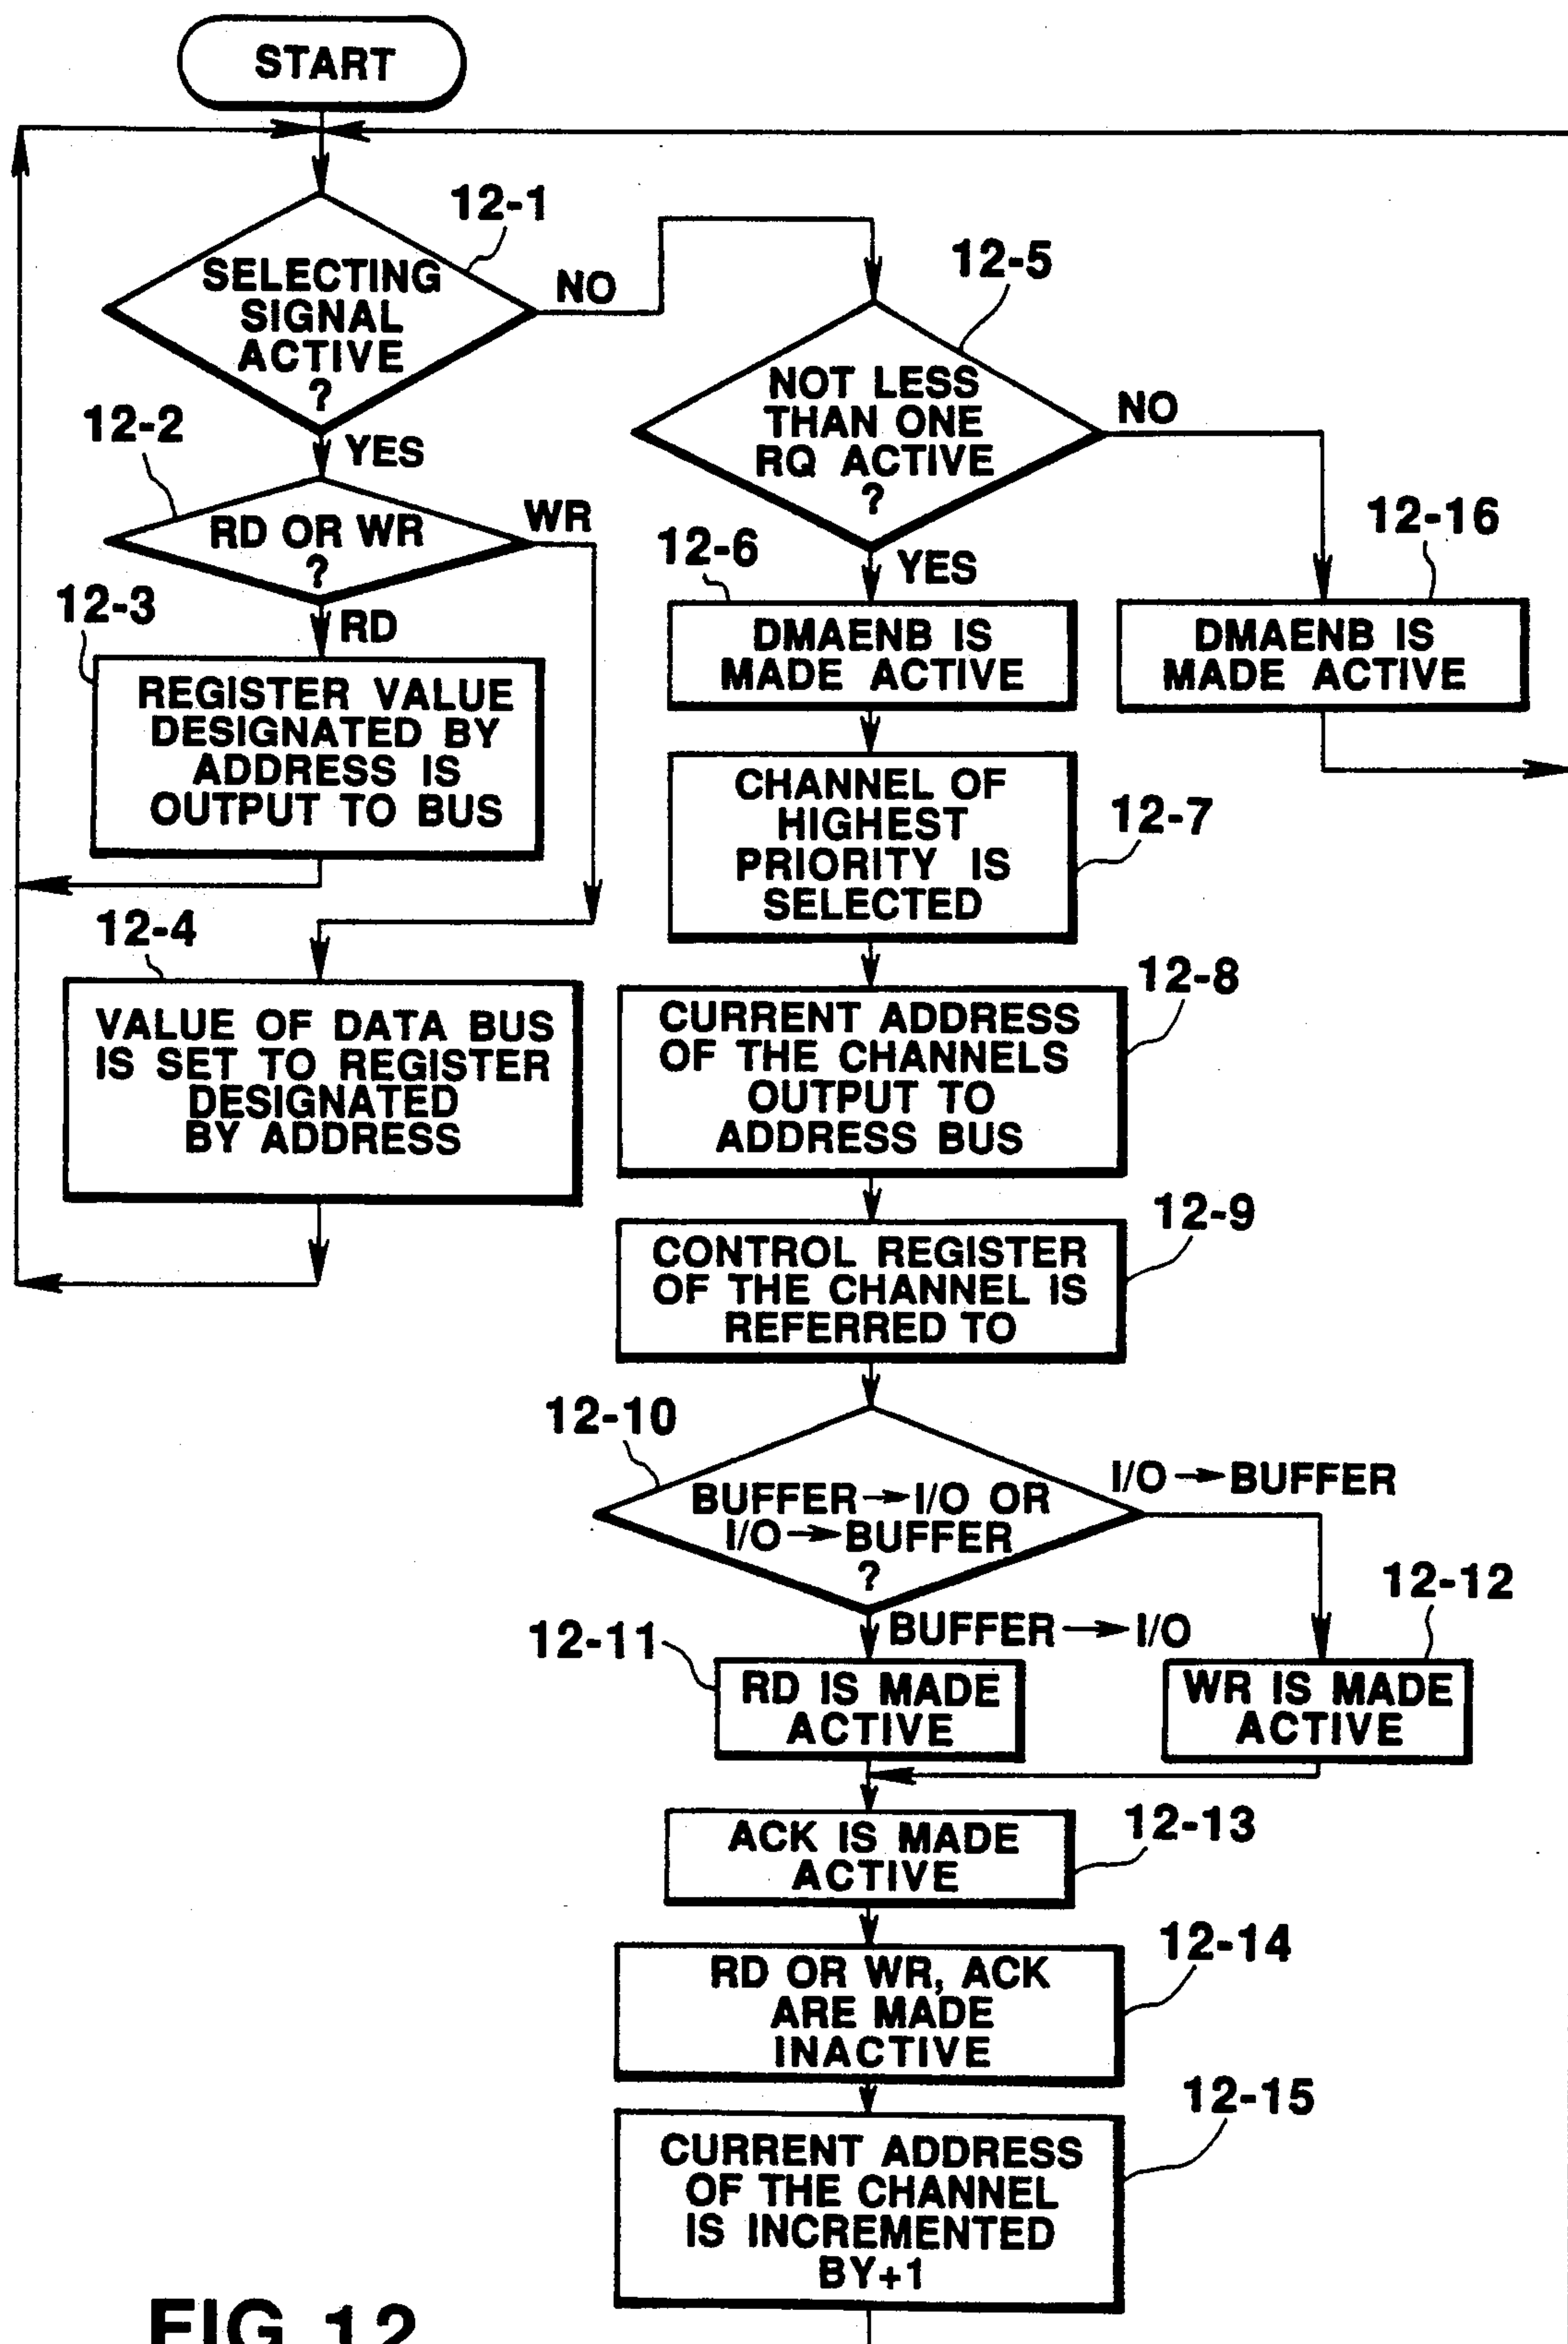 START
12-1
SELECTING
SIGNAL
ACTIVE
?
NO
YES
12-2
RD OR WR
?
WR
RD
12-3
REGISTER VALUE
DESIGNATED BY
ADDRESS IS
OUTPUT TO BUS
12-4
VALUE OF DATA BUS
IS SET TO REGISTER
DESIGNATED
BY ADDRESS
12-5
NOT LESS
THAN ONE
RQ ACTIVE
?
NO
YES
12-6
DMAENB IS
MADE ACTIVE
12-16
DMAENB IS
MADE ACTIVE
12-7
CHANNEL OF
HIGHEST
PRIORITY IS
SELECTED
12-8
CURRENT ADDRESS
OF THE CHANNELS
OUTPUT TO
ADDRESS BUS
12-9
CONTROL REGISTER
OF THE CHANNEL IS
REFERRED TO
12-10
BUFFER→I/O OR
I/O→BUFFER
?
I/O→BUFFER
BUFFER→I/O
12-11
RD IS MADE
ACTIVE
12-12
WR IS MADE
ACTIVE
12-13
ACK IS MADE
ACTIVE
12-14
RD OR WR, ACK
ARE MADE
INACTIVE
12-15
CURRENT ADDRESS
OF THE CHANNEL
IS INCREMENTED
BY+1
FIG 12